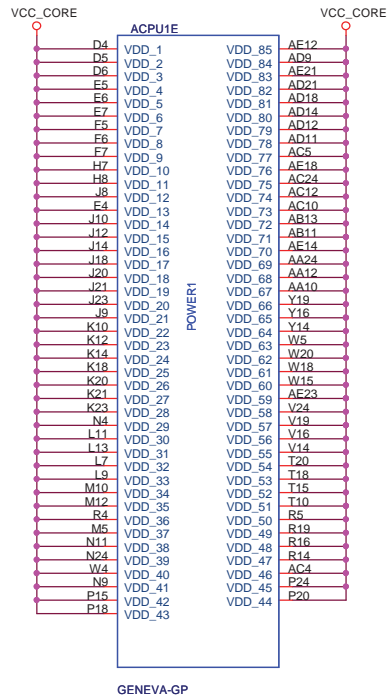 VCC_CORE VCC_CORE
ACPU1E
D4 VDD_1 VDD_85 AE12
D5 VDD_2 VDD_84 AD9
D6 VDD_3 VDD_83 AE21
E5 VDD_4 VDD_82 AD21
E6 VDD_5 VDD_81 AD18
E7 VDD_6 VDD_80 AD14
F5 VDD_7 VDD_79 AD12
F6 VDD_8 VDD_78 AD11
F7 VDD_9 VDD_77 AC5
H7 VDD_10 VDD_76 AE18
H8 VDD_11 VDD_75 AC24
J8 VDD_12 VDD_74 AC12
E4 VDD_13 VDD_73 AC10
J10 VDD_14 VDD_72 AB13
J12 VDD_15 VDD_71 AB11
J14 VDD_16 VDD_70 AE14
J18 VDD_17 VDD_69 AA24
J20 VDD_18 VDD_68 AA12
J21 VDD_19 VDD_67 AA10
J23 VDD_20 VDD_66 Y19
J9 VDD_21 VDD_65 Y16
K10 VDD_22 VDD_64 Y14
K12 VDD_23 VDD_63 W5
K14 VDD_24 VDD_62 W20
K18 VDD_25 VDD_61 W18
K20 VDD_26 VDD_60 W15
K21 VDD_27 VDD_59 AE23
K23 VDD_28 VDD_58 V24
N4 VDD_29 VDD_57 V19
L11 VDD_30 VDD_56 V16
L13 VDD_31 VDD_55 V14
L7 VDD_32 VDD_54 T20
L9 VDD_33 VDD_53 T18
M10 VDD_34 VDD_52 T15
M12 VDD_35 VDD_51 T10
R4 VDD_36 VDD_50 R5
M5 VDD_37 VDD_49 R19
N11 VDD_38 VDD_48 R16
N24 VDD_39 VDD_47 R14
W4 VDD_40 VDD_46 AC4
N9 VDD_41 VDD_45 P24
P15 VDD_42 VDD_44 P20
P18 VDD_43
POWER1
GENEVA-GP